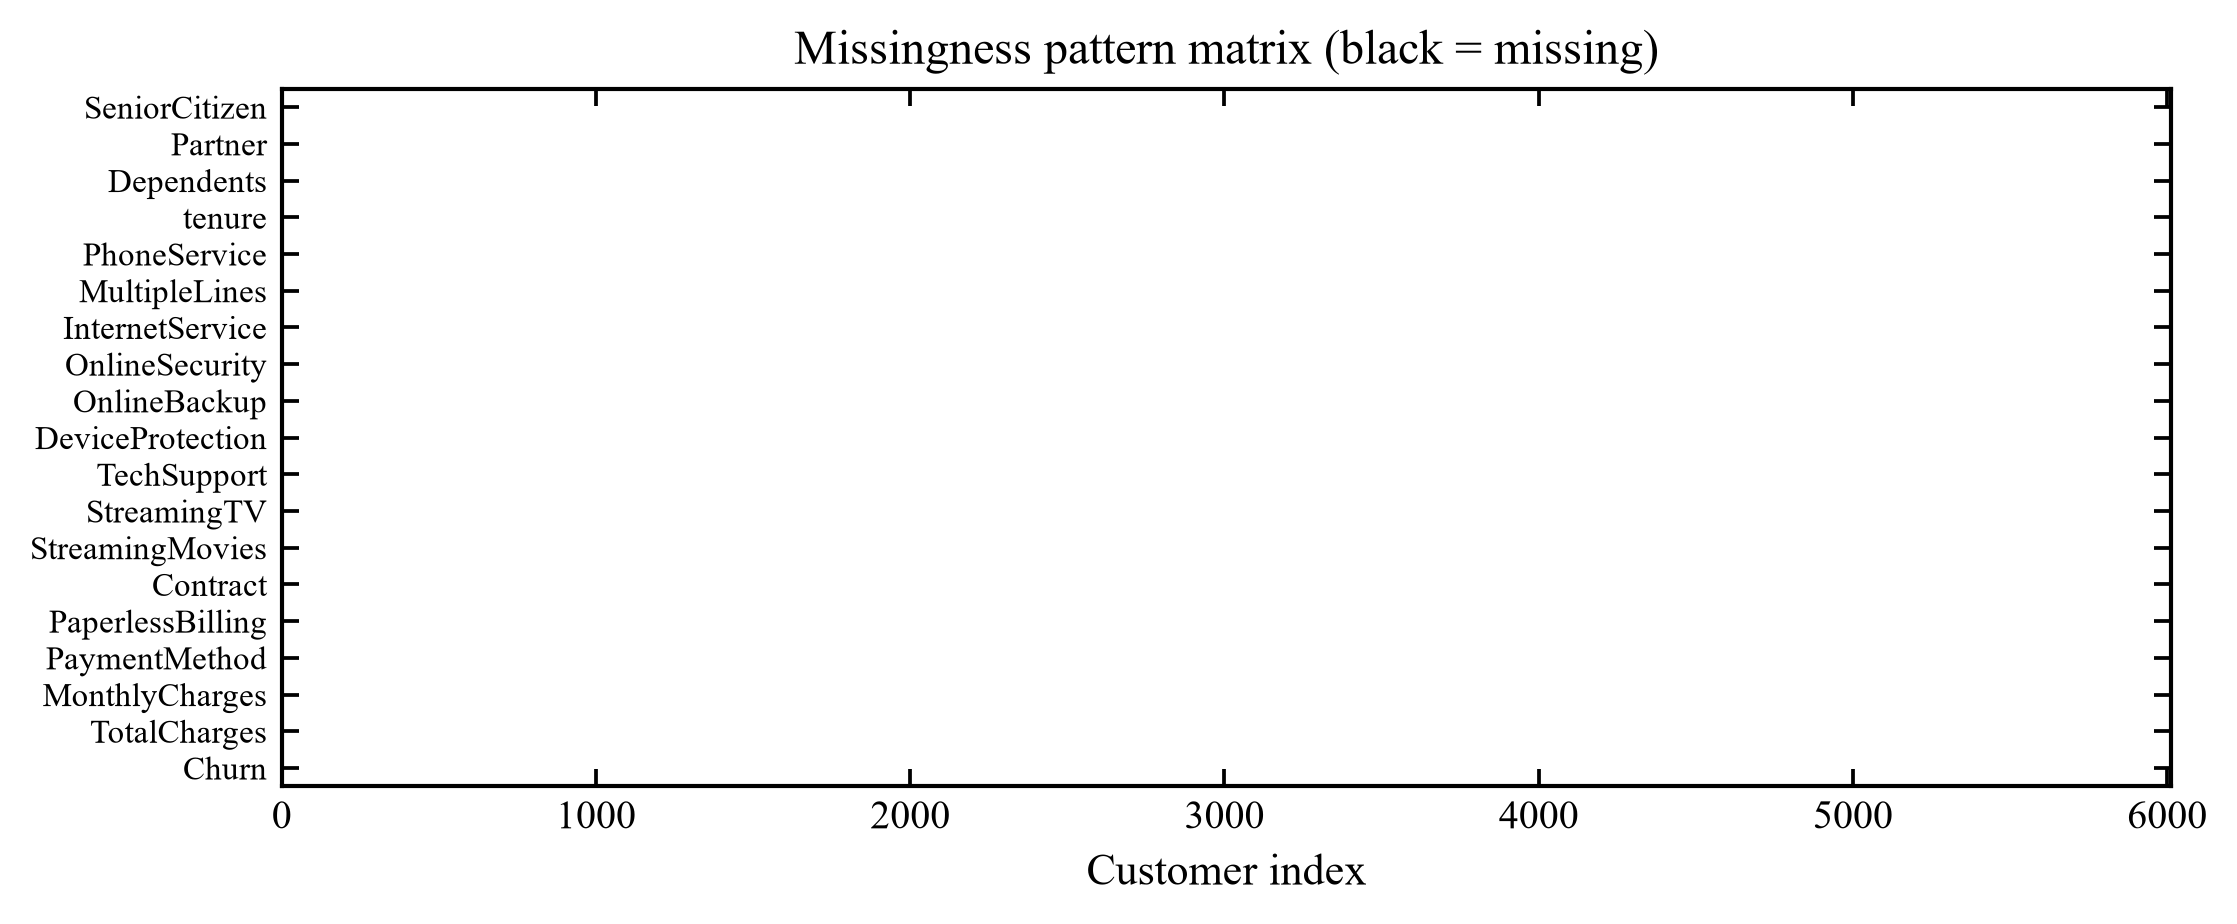 Missingness pattern matrix (black = missing)
SeniorCitizen
Partner
Dependents
tenure
PhoneService
MultipleLines
InternetService
OnlineSecurity
OnlineBackup
DeviceProtection
TechSupport
StreamingTV
StreamingMovies
Contract
PaperlessBilling
PaymentMethod
MonthlyCharges
TotalCharges
Churn
0 1000 2000 3000 4000 5000 6000
Customer index